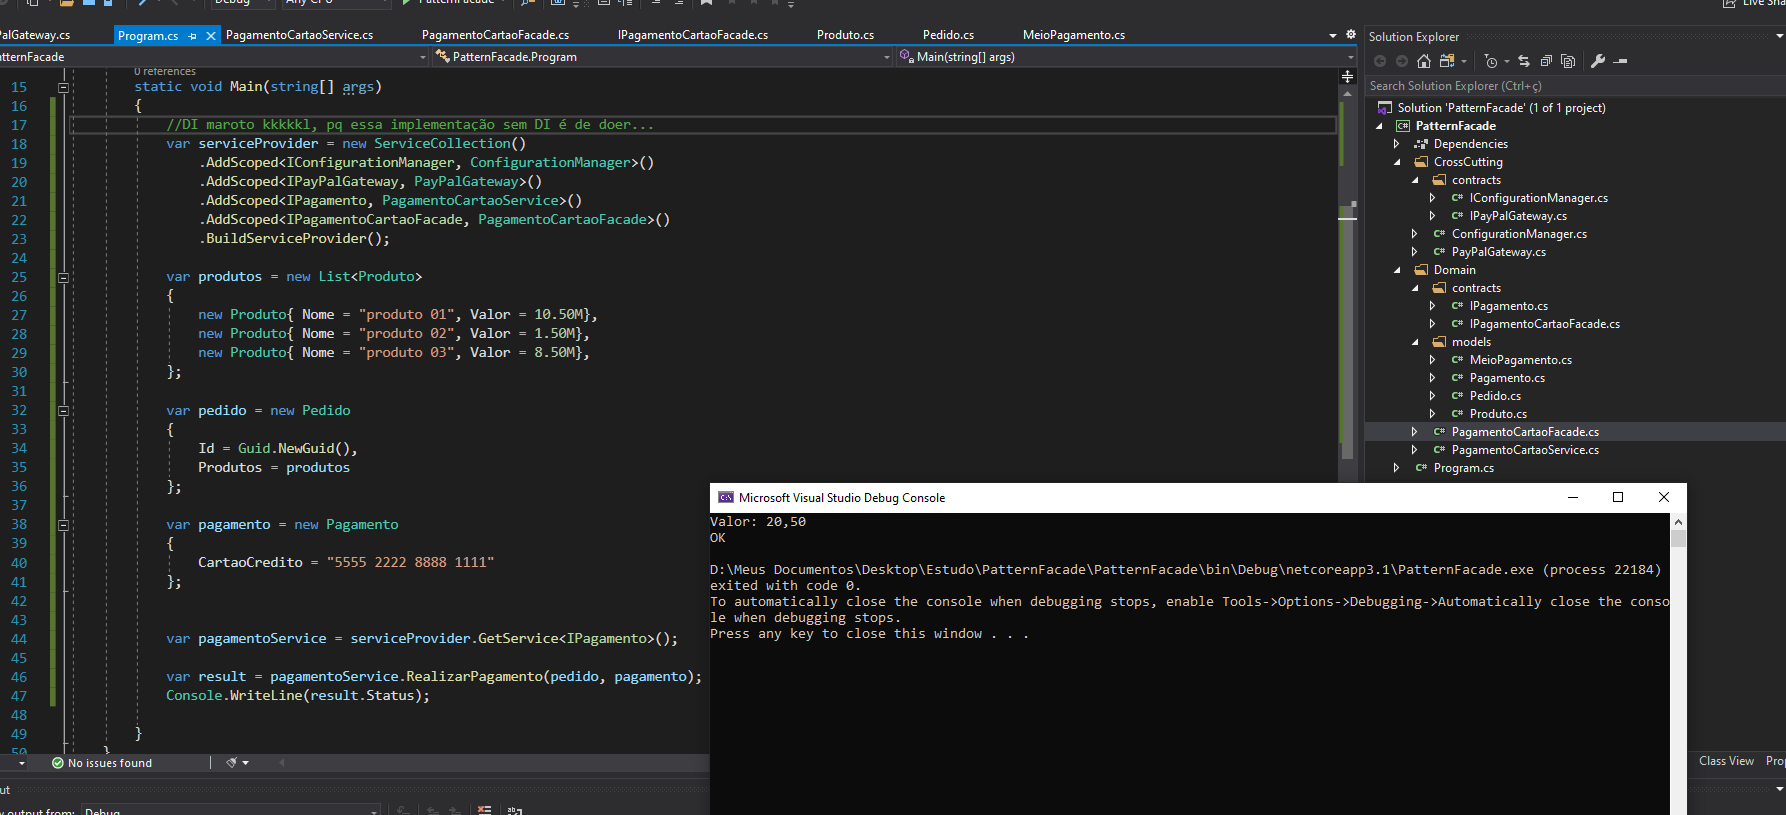 Debug
PatternFacade
Live Sha
PalGateway.cs
Program.cs
PagamentoCartaoService.cs
PagamentoCartaoFacade.cs
IPagamentoCartaoFacade.cs
Produto.cs
Pedido.cs
MeioPagamento.cs
atternFacade
PatternFacade.Program
Main(string[] args)
0 references
15 static void Main(string[] args)
16 {
17 //DI maroto kkkkkl, pq essa implementação sem DI é de doer...
18 var serviceProvider = new ServiceCollection()
19 .AddScoped<IConfigurationManager, ConfigurationManager>()
20 .AddScoped<IPayPalGateway, PayPalGateway>()
21 .AddScoped<IPagamento, PagamentoCartaoService>()
22 .AddScoped<IPagamentoCartaoFacade, PagamentoCartaoFacade>()
23 .BuildServiceProvider();
24
25 var produtos = new List<Produto>
26 {
27 new Produto{ Nome = "produto 01", Valor = 10.50M},
28 new Produto{ Nome = "produto 02", Valor = 1.50M},
29 new Produto{ Nome = "produto 03", Valor = 8.50M},
30 };
31
32 var pedido = new Pedido
33 {
34 Id = Guid.NewGuid(),
35 Produtos = produtos
36 };
37
38 var pagamento = new Pagamento
39 {
40 CartaoCredito = "5555 2222 8888 1111"
41 };
42
43
44 var pagamentoService = serviceProvider.GetService<IPagamento>();
45
46 var result = pagamentoService.RealizarPagamento(pedido, pagamento);
47 Console.WriteLine(result.Status);
48
49 }
50 }
No issues found
ut
output from: Debug
Solution Explorer
Search Solution Explorer (Ctrl+ç)
Solution 'PatternFacade' (1 of 1 project)
PatternFacade
Dependencies
CrossCutting
contracts
IConfigurationManager.cs
IPayPalGateway.cs
ConfigurationManager.cs
PayPalGateway.cs
Domain
contracts
IPagamento.cs
IPagamentoCartaoFacade.cs
models
MeioPagamento.cs
Pagamento.cs
Pedido.cs
Produto.cs
PagamentoCartaoFacade.cs
PagamentoCartaoService.cs
Program.cs
Microsoft Visual Studio Debug Console
Valor: 20,50
OK
D:\Meus Documentos\Desktop\Estudo\PatternFacade\PatternFacade\bin\Debug\netcoreapp3.1\PatternFacade.exe (process 22184)
exited with code 0.
To automatically close the console when debugging stops, enable Tools->Options->Debugging->Automatically close the conso
le when debugging stops.
Press any key to close this window . . .
Class View
Prop